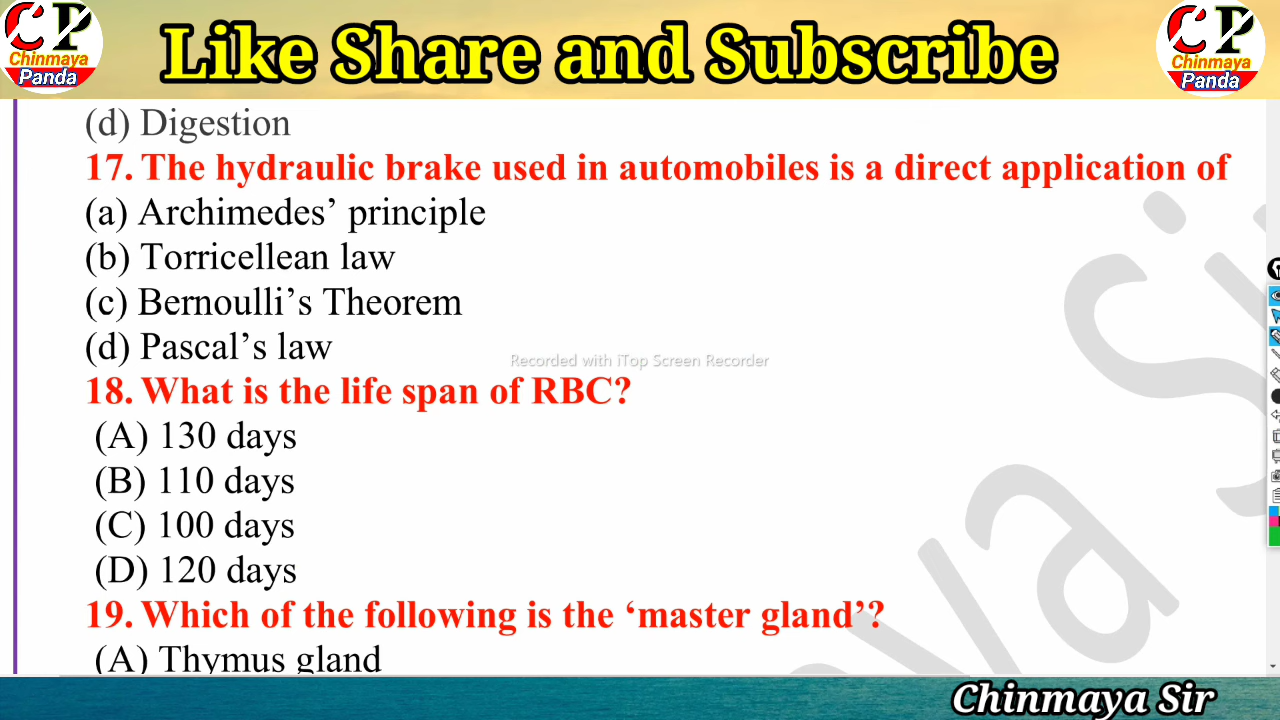 CP
Chinmaya
Panda
Like Share and Subscribe
CP
Chinmaya
Panda
(d) Digestion
17. The hydraulic brake used in automobiles is a direct application of
(a) Archimedes’ principle
(b) Torricellean law
(c) Bernoulli’s Theorem
(d) Pascal’s law
Recorded with iTop Screen Recorder
18. What is the life span of RBC?
(A) 130 days
(B) 110 days
(C) 100 days
(D) 120 days
19. Which of the following is the ‘master gland’?
(A) Thymus gland
Chinmaya Sir